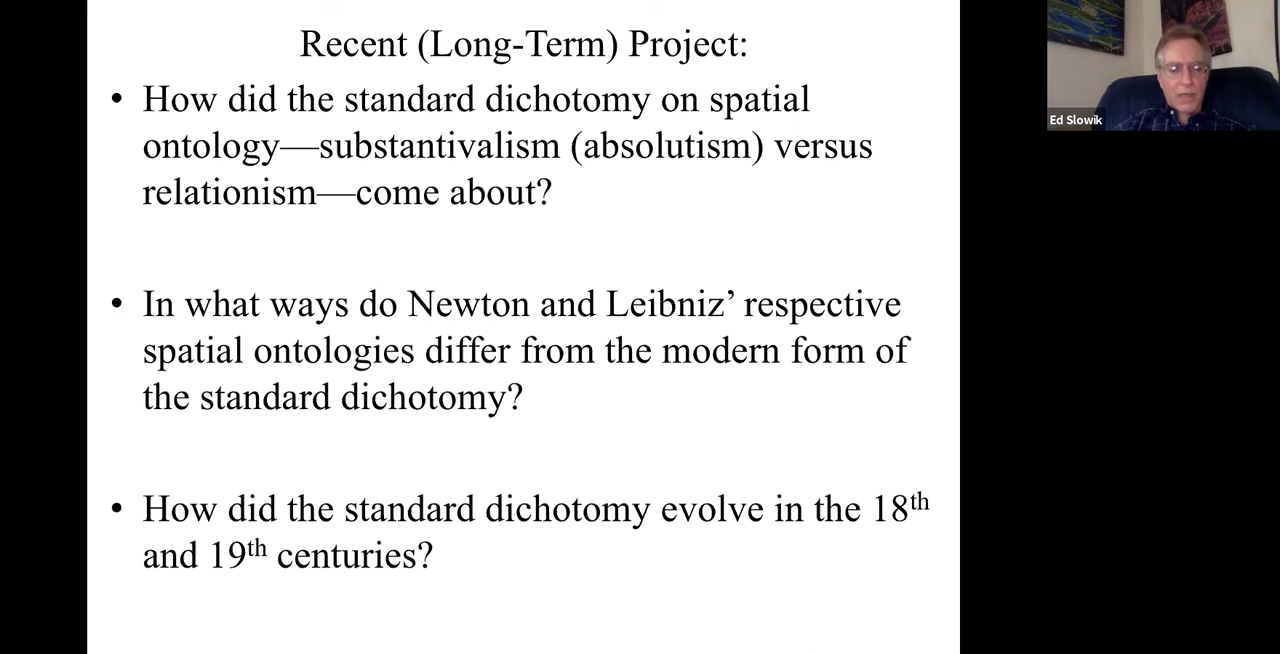 Recent (Long-Term) Project:
• How did the standard dichotomy on spatial
ontology—substantivalism (absolutism) versus
relationism—come about?
• In what ways do Newton and Leibniz’ respective
spatial ontologies differ from the modern form of
the standard dichotomy?
• How did the standard dichotomy evolve in the 18th
and 19th centuries?
Ed Slowik